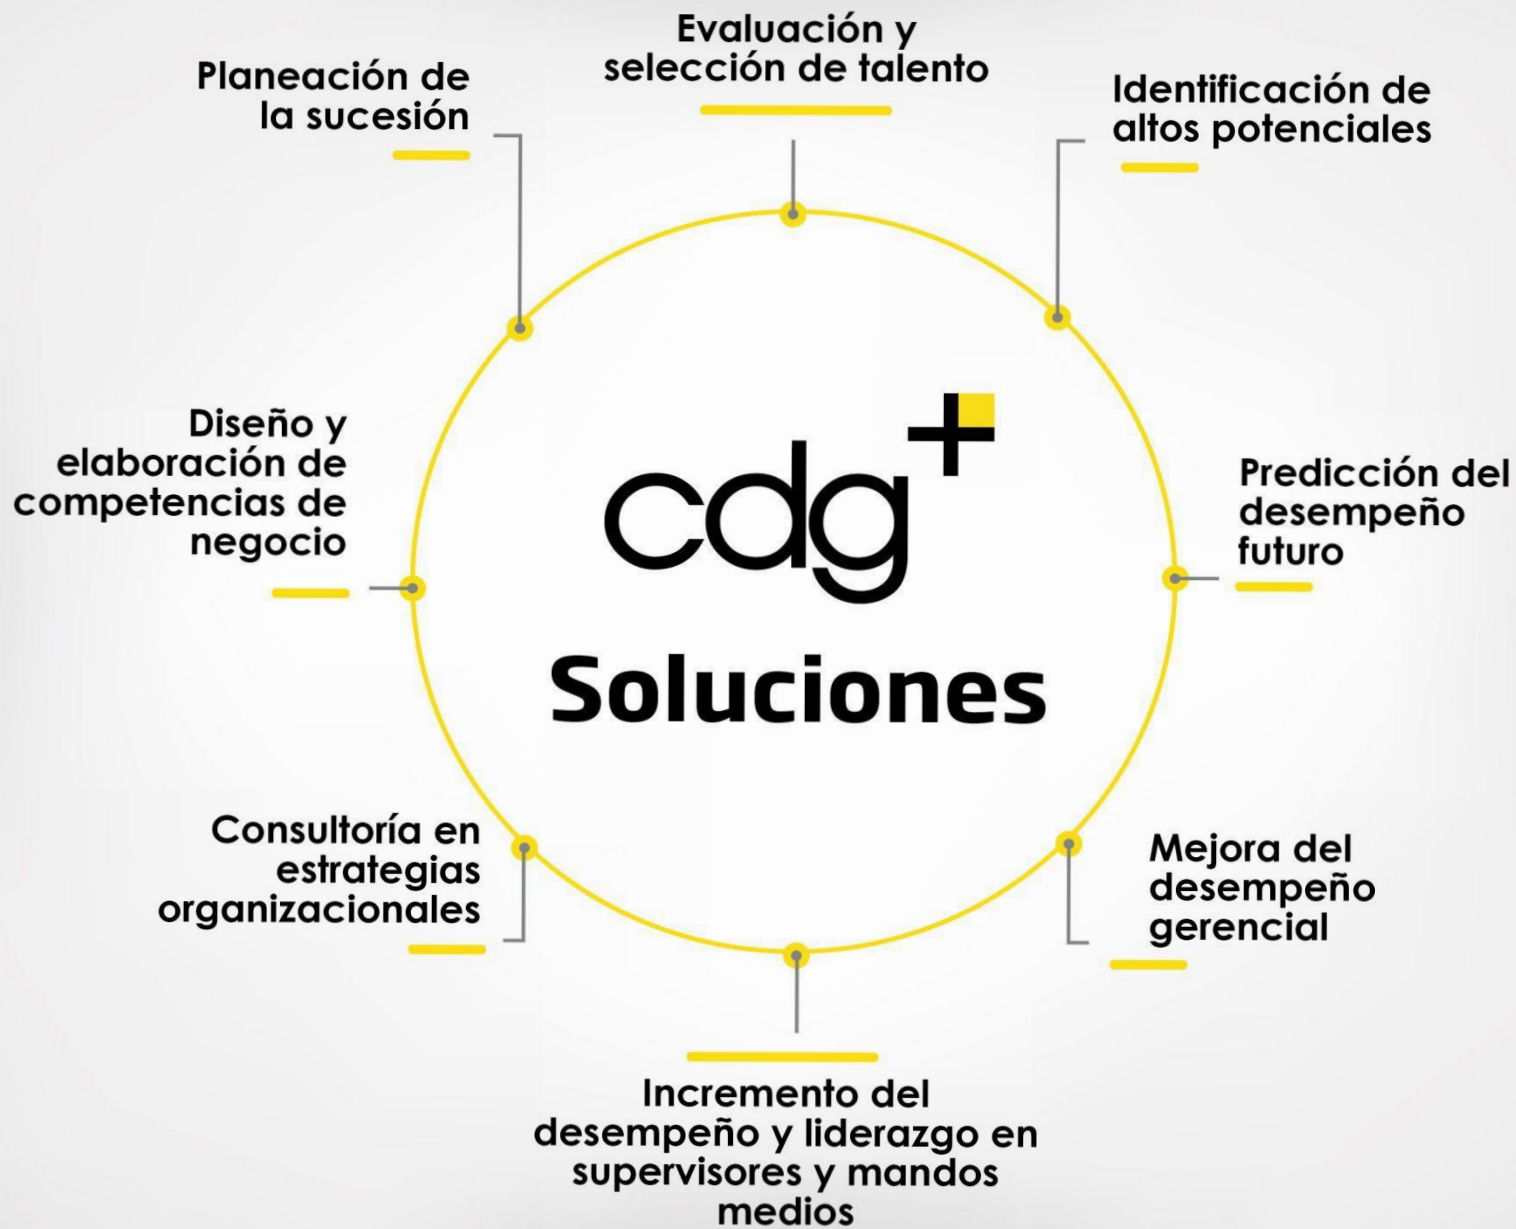 Evaluación y
selección de talento
Planeación de
la sucesión
Identificación de
altos potenciales
Diseño y
elaboración de
competencias de
negocio
cdg+
Soluciones
Predicción del
desempeño
futuro
Consultoría en
estrategias
organizacionales
Mejora del
desempeño
gerencial
Incremento del
desempeño y liderazgo en
supervisores y mandos
medios